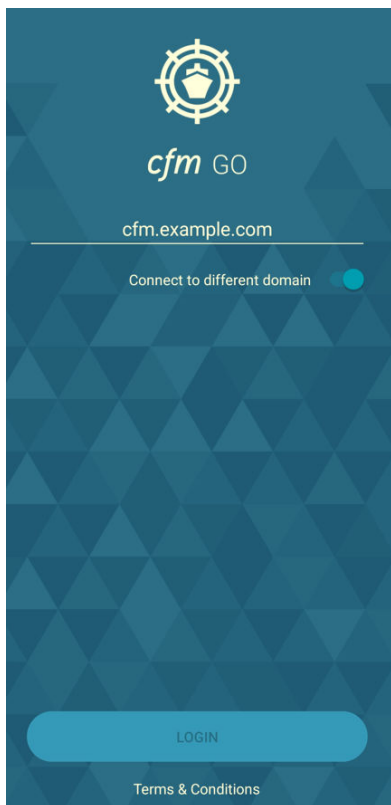 cfm GO
cfm.example.com
Connect to different domain
LOGIN
Terms & Conditions